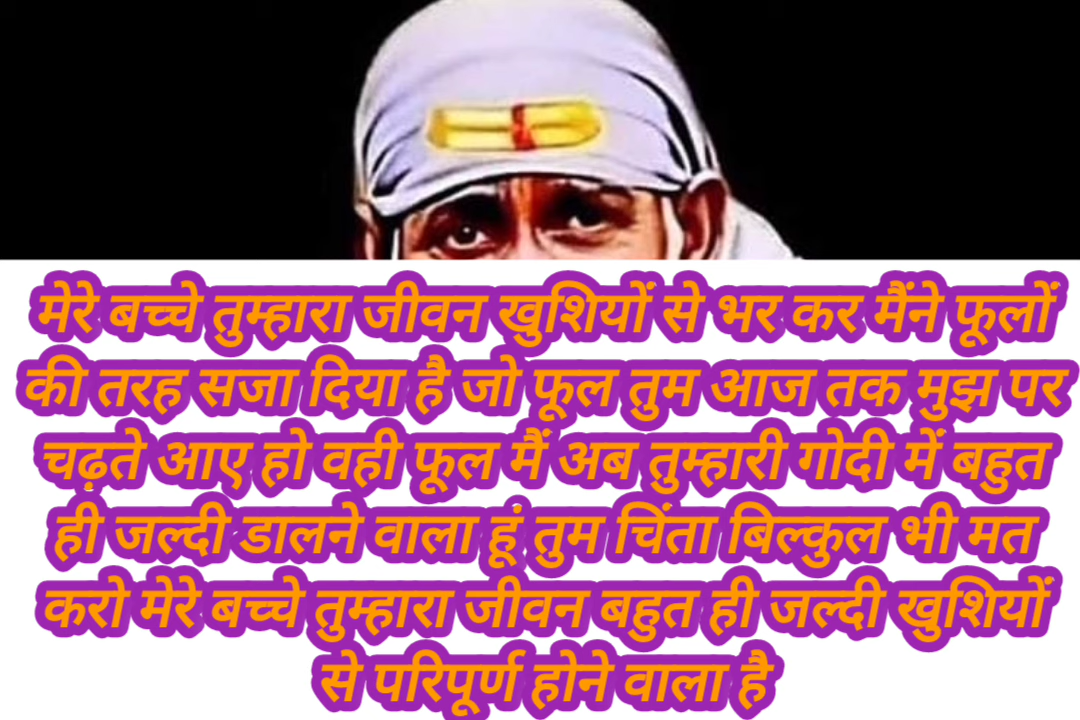 मेरे बच्चे तुम्हारा जीवन खुशियों से भर कर मैंने फूलों
की तरह सजा दिया है जो फूल तुम आज तक मुझ पर
चढ़ते आए हो वही फूल मैं अब तुम्हारी गोदी में बहुत
ही जल्दी डालने वाला हूं तुम चिंता बिल्कुल भी मत
करो मेरे बच्चे तुम्हारा जीवन बहुत ही जल्दी खुशियों
से परिपूर्ण होने वाला है